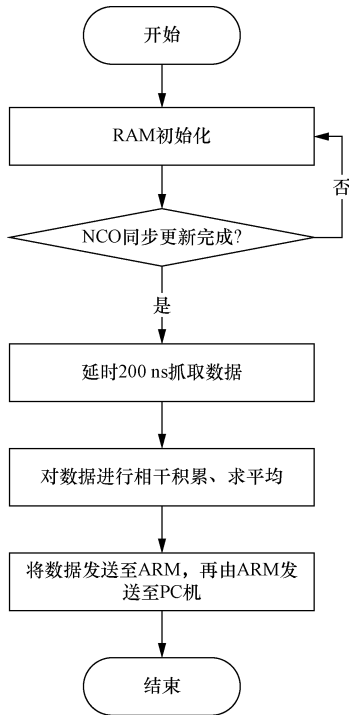 开始
RAM初始化
否
NCO同步更新完成?
是
延时200 ns抓取数据
对数据进行相干积累、求平均
将数据发送至ARM，再由ARM发
送至PC机
结束